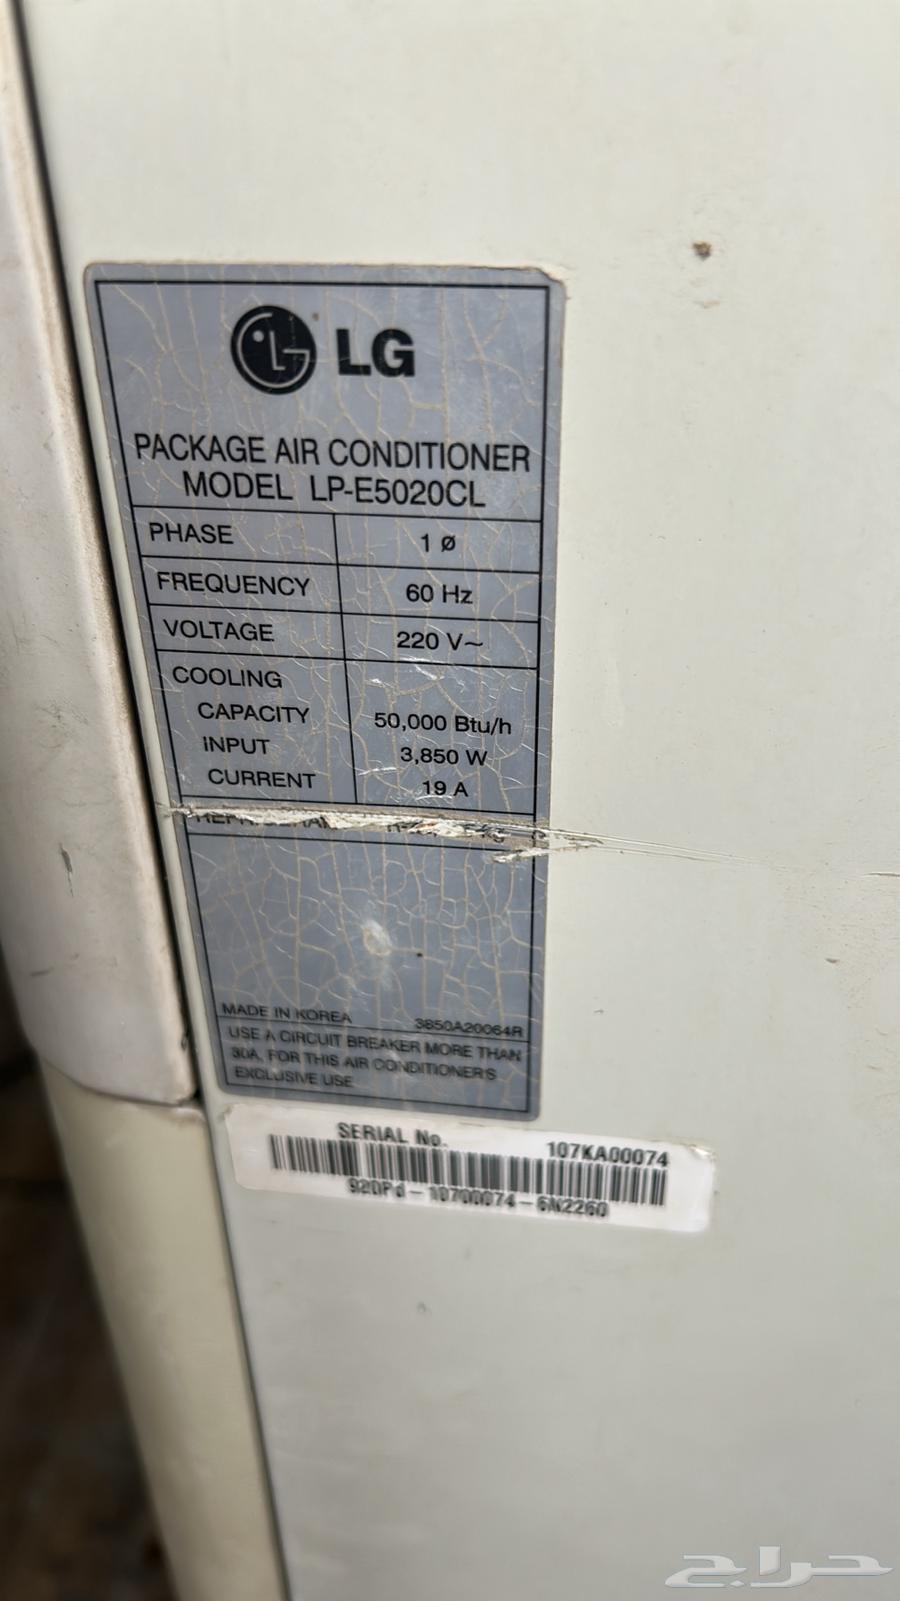 LG
PACKAGE AIR CONDITIONER
MODEL LP-E5020CL
PHASE 1 Ø
FREQUENCY 60 Hz
VOLTAGE 220 V~
COOLING
CAPACITY 50,000 Btu/h
INPUT 3,850 W
CURRENT 19 A
MADE IN KOREA 3850A20064R
USE A CIRCUIT BREAKER MORE THAN
30A, FOR THIS AIR CONDITIONER'S
EXCLUSIVE USE
SERIAL No. 107KA00074
حراج